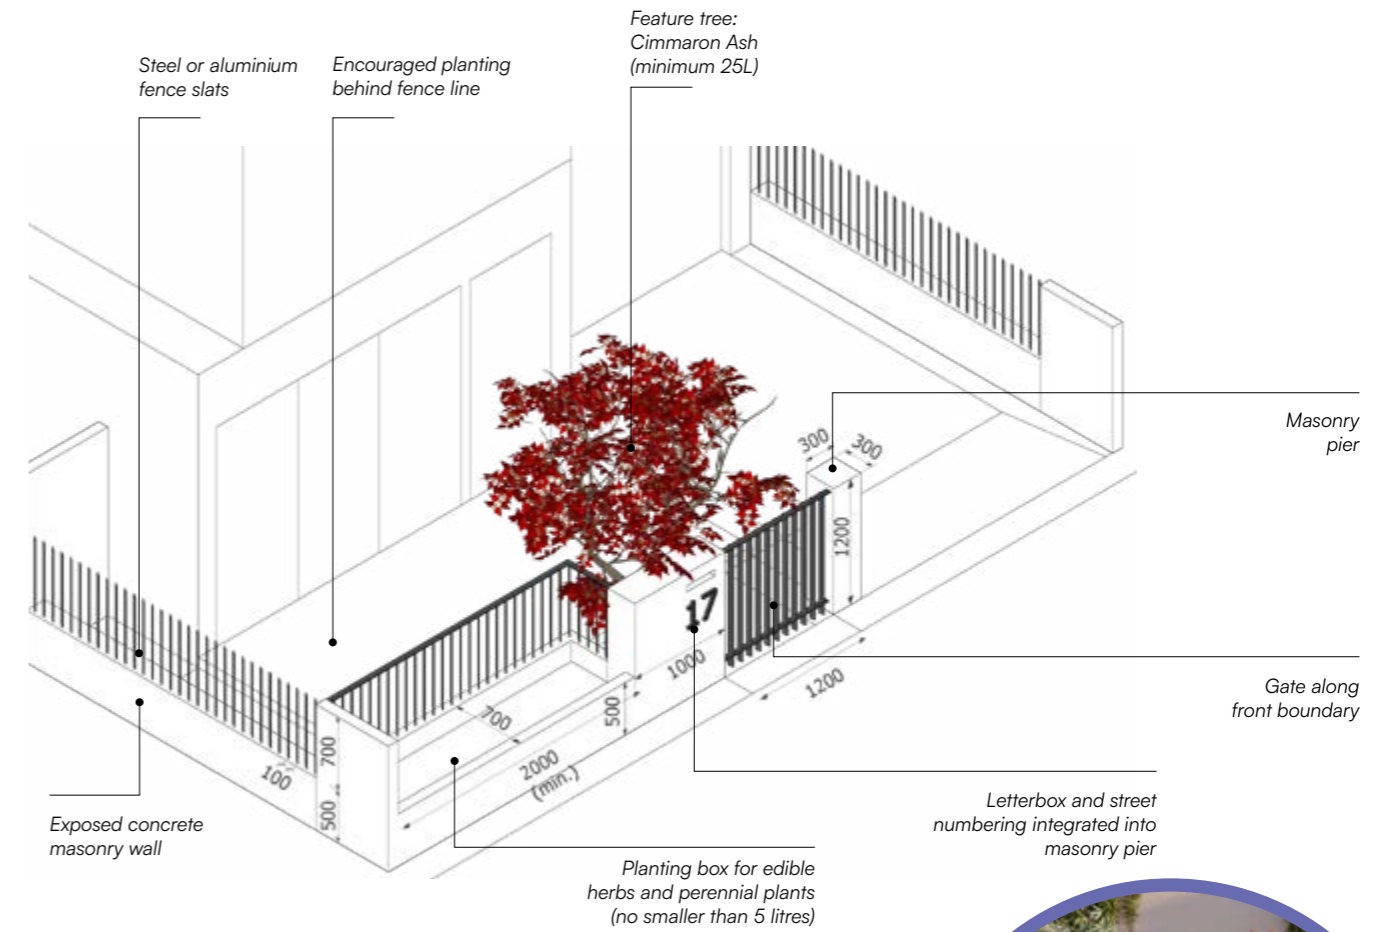 Feature tree:
Cimmaron Ash
(minimum 25L)
Steel or aluminium
fence slats
Encouraged planting
behind fence line
Masonry
pier
300
300
1200
17
1000
1200
700
500
2000
(min.)
700
100
500
Gate along
front boundary
Letterbox and street
numbering integrated into
masonry pier
Exposed concrete
masonry wall
Planting box for edible
herbs and perennial plants
(no smaller than 5 litres)